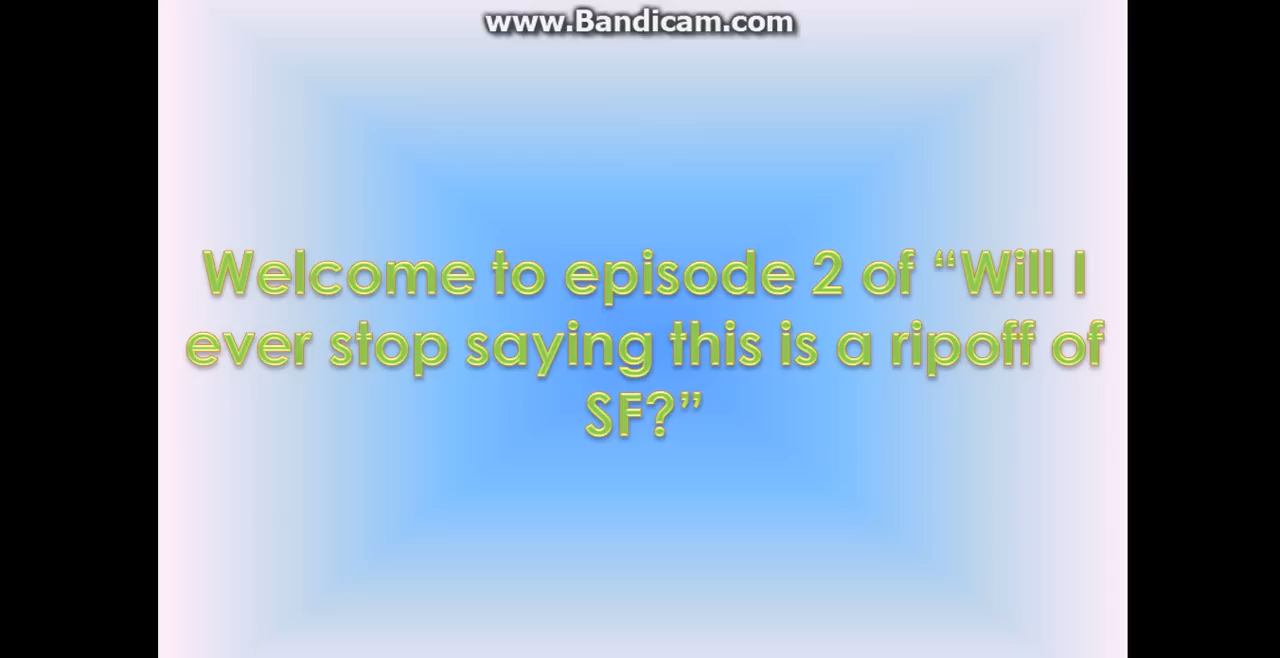 www.Bandicam.com
Welcome to episode 2 of “Will I
ever stop saying this is a ripoff of
SF?”